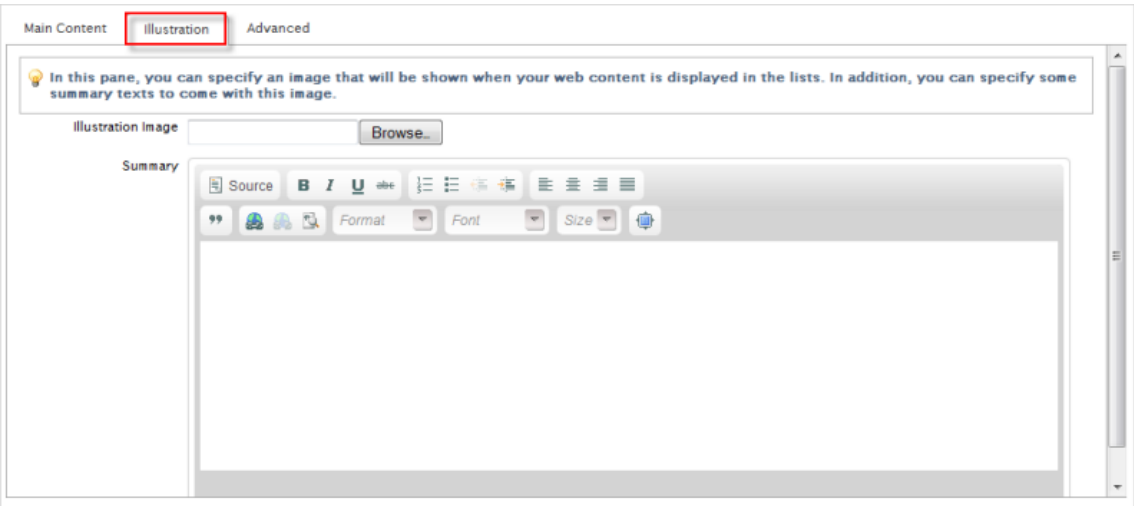 Main Content Illustration Advanced
In this pane, you can specify an image that will be shown when your web content is displayed in the lists. In addition, you can specify some
summary texts to come with this image.
Illustration Image Browse..
Summary
Source B I U abc
Format Font Size